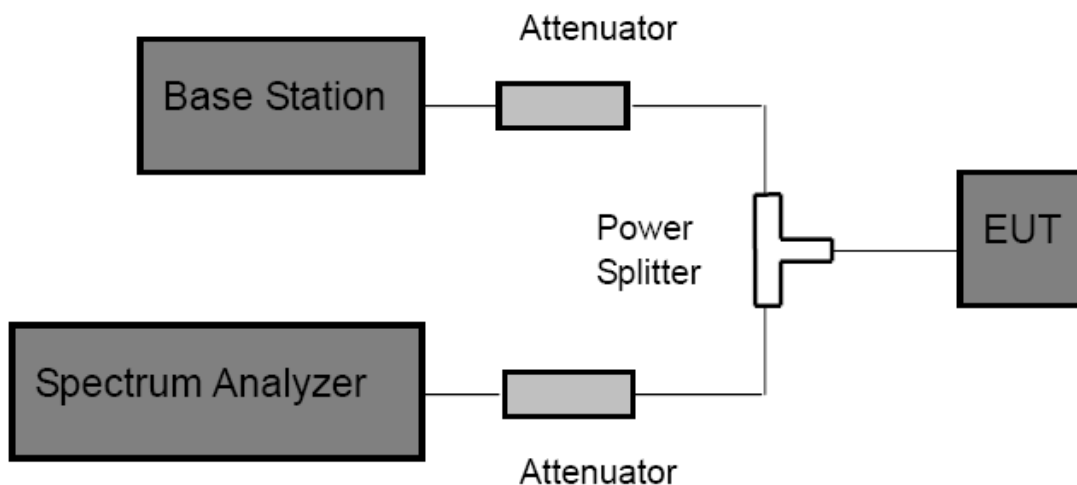 Attenuator
Base Station
Power
Splitter
EUT
Spectrum Analyzer
Attenuator